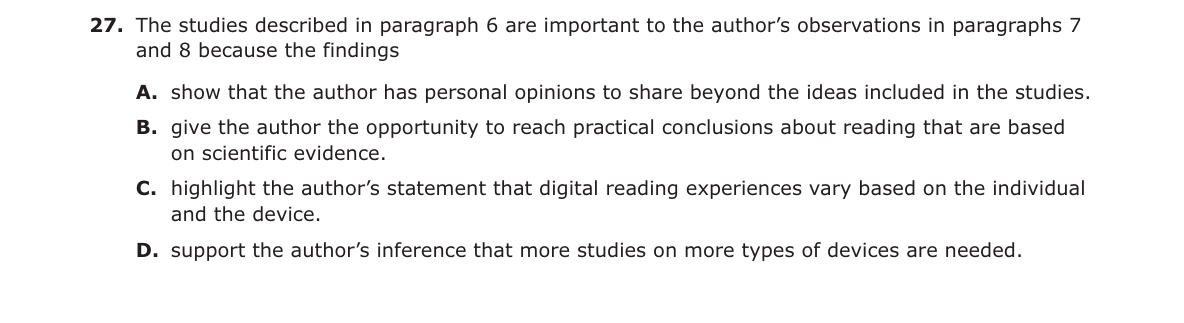 27. The studies described in paragraph 6 are important to the author’s observations in paragraphs 7
and 8 because the findings
A. show that the author has personal opinions to share beyond the ideas included in the studies.
B. give the author the opportunity to reach practical conclusions about reading that are based
on scientific evidence.
C. highlight the author’s statement that digital reading experiences vary based on the individual
and the device.
D. support the author’s inference that more studies on more types of devices are needed.